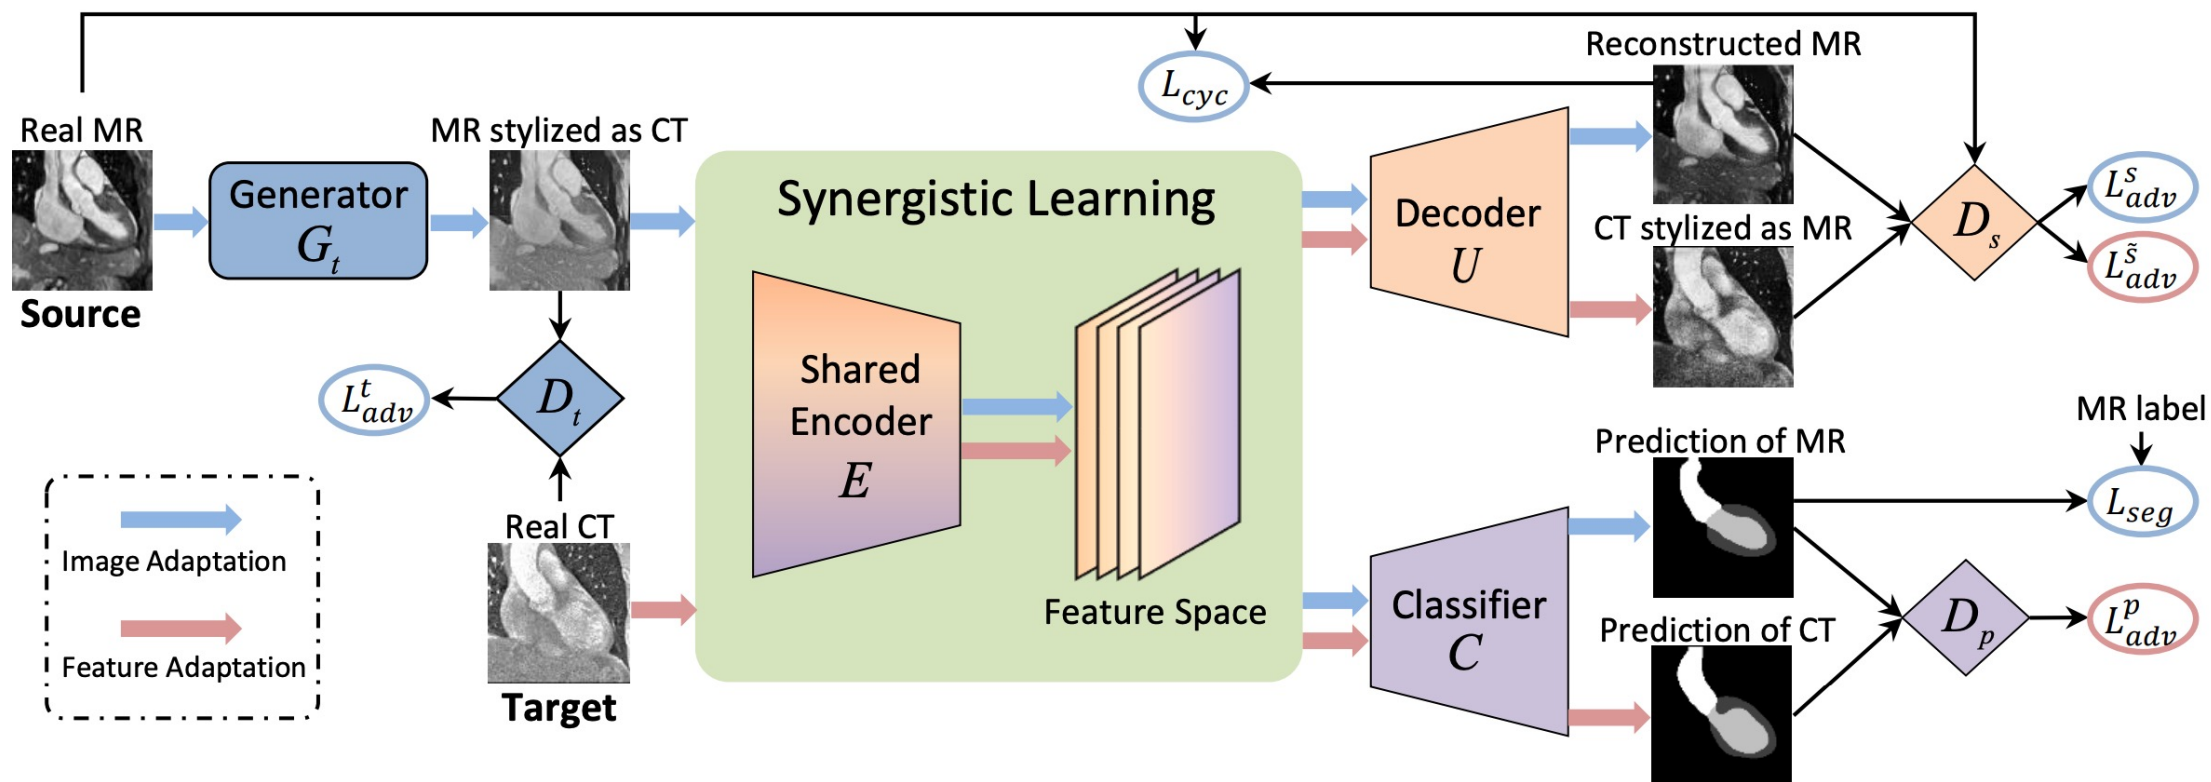 Real MR
Source
Generator
G_t
MR stylized as CT
L^t_adv
D_t
Real CT
Target
Image Adaptation
Feature Adaptation
Synergistic Learning
Shared
Encoder
E
Feature Space
L_cyc
Decoder
U
Reconstructed MR
CT stylized as MR
D_s
L^s_adv
L^s̃_adv
Classifier
C
Prediction of MR
Prediction of CT
MR label
L_seg
D_p
L^p_adv